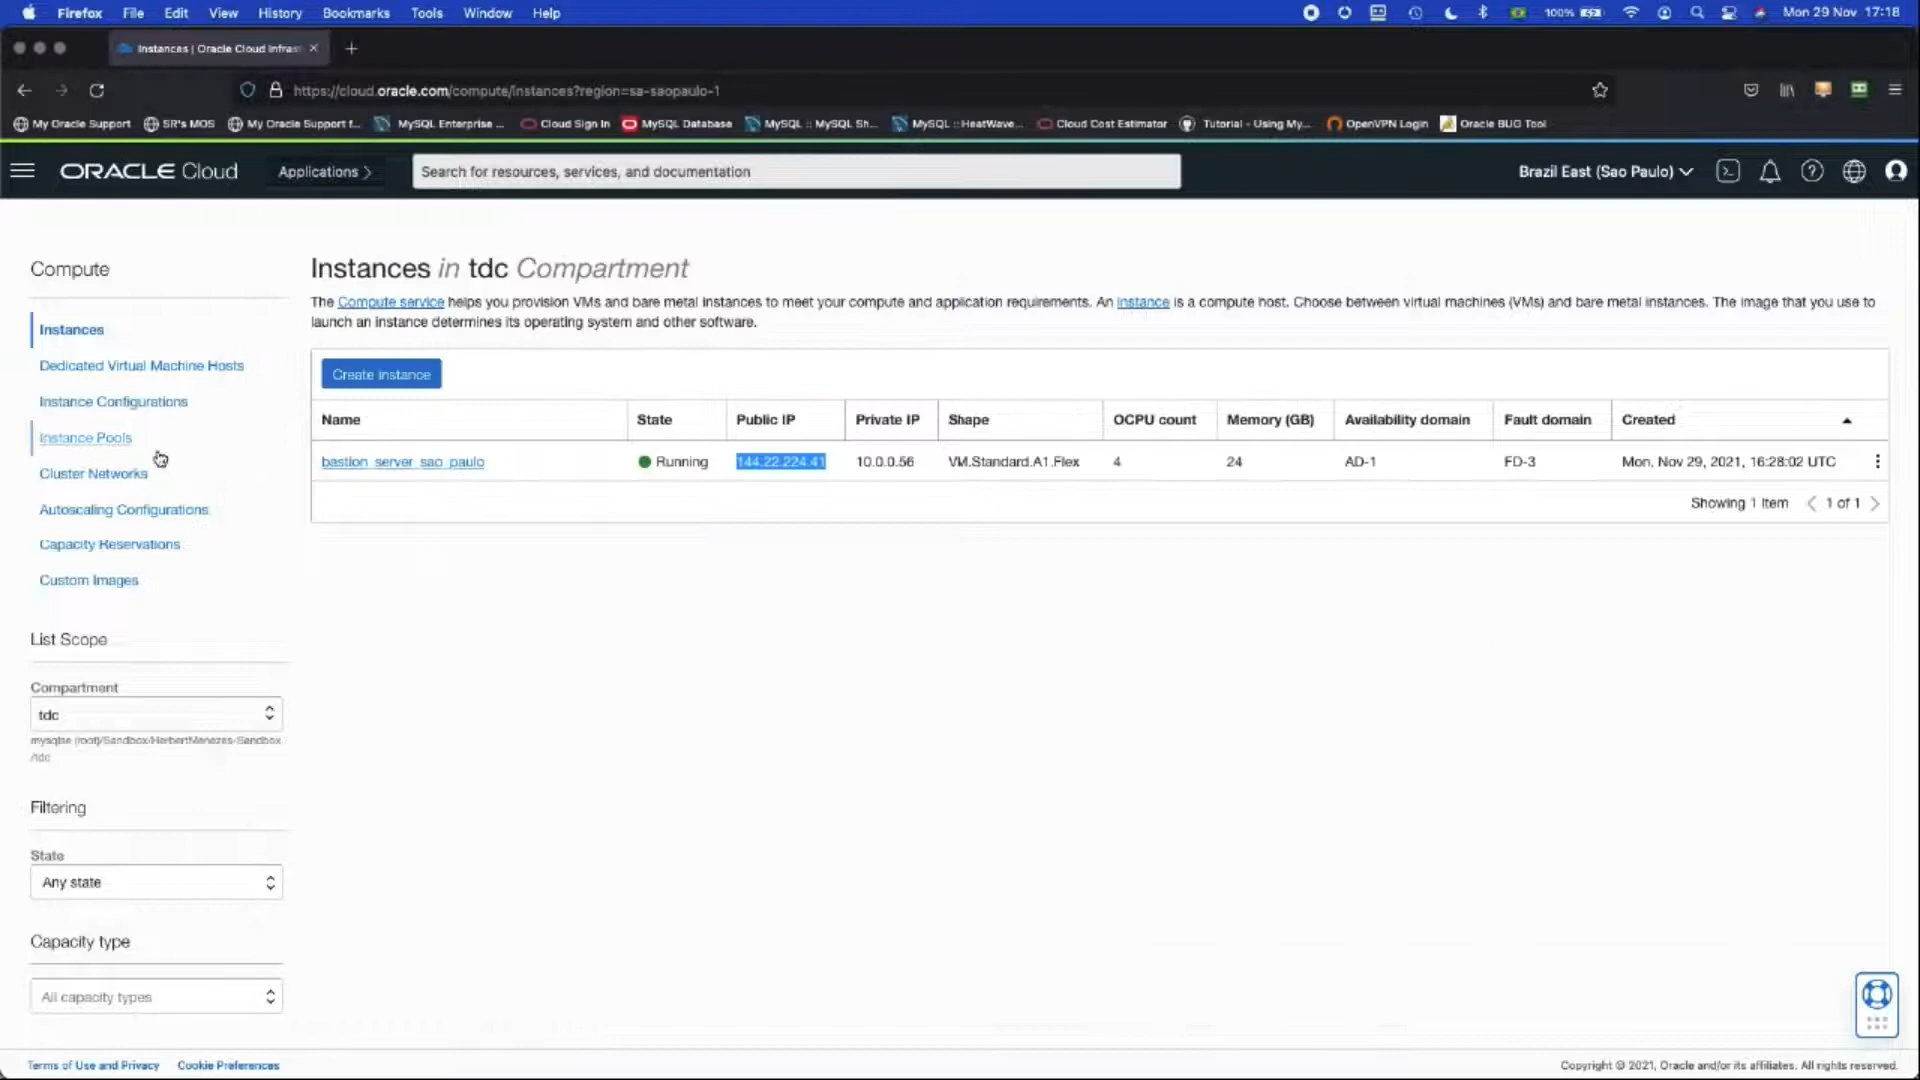 Firefox File Edit View History Bookmarks Tools Window Help 100% Mon 29 Nov 17:18
Instances | Oracle Cloud Infras
https://cloud.oracle.com/compute/instances?region=sa-saopaulo-1
My Oracle Support SR's MOS My Oracle Support f... MySQL Enterprise ... Cloud Sign In MySQL Database MySQL :: MySQL Sh... MySQL :: HeatWave... Cloud Cost Estimator Tutorial - Using My... OpenVPN Login Oracle BUG Tool
ORACLE Cloud Applications Search for resources, services, and documentation Brazil East (Sao Paulo)
Compute
Instances
Dedicated Virtual Machine Hosts
Instance Configurations
Instance Pools
Cluster Networks
Autoscaling Configurations
Capacity Reservations
Custom Images
List Scope
Compartment
tdc
mysqlse (root)/Sandbox/HerbertMenezes-Sandbox
/tdc
Filtering
State
Any state
Capacity type
All capacity types
Instances in tdc Compartment
The Compute service helps you provision VMs and bare metal instances to meet your compute and application requirements. An instance is a compute host. Choose between virtual machines (VMs) and bare metal instances. The image that you use to
launch an instance determines its operating system and other software.
Create instance
Name State Public IP Private IP Shape OCPU count Memory (GB) Availability domain Fault domain Created
bastion_server_sao_paulo Running 144.22.224.41 10.0.0.56 VM.Standard.A1.Flex 4 24 AD-1 FD-3 Mon, Nov 29, 2021, 16:28:02 UTC
Showing 1 item 1 of 1
Terms of Use and Privacy Cookie Preferences Copyright © 2021, Oracle and/or its affiliates. All rights reserved.